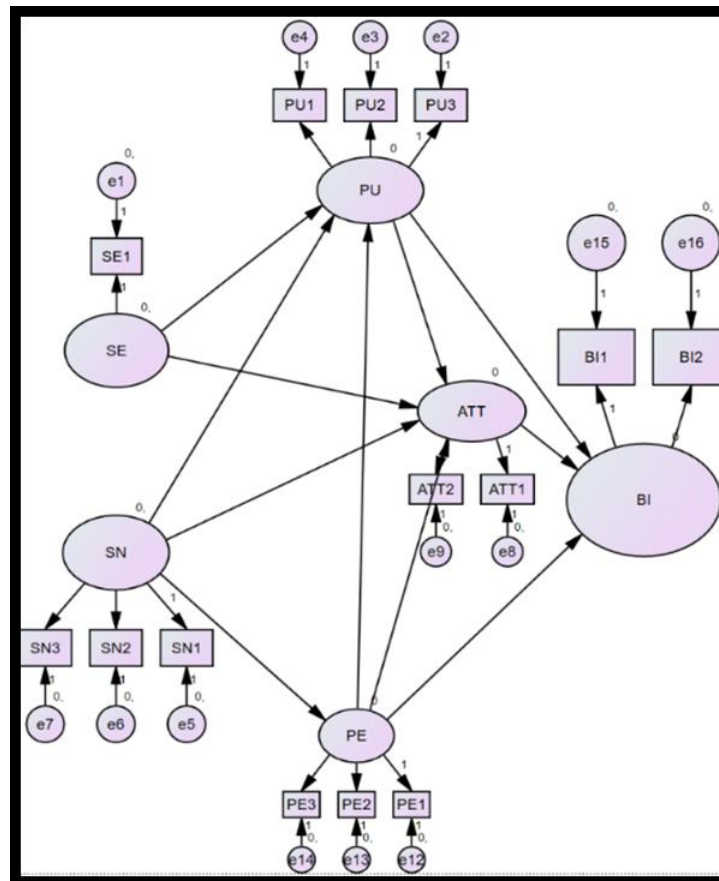 e4 e3 e2
1 1 1
PU1 PU2 PU3
0 1
PU
0,
e1
1
SE1
1
0,
SE
0, 0,
e15 e16
1 1
BI1 BI2
1 0
BI
0
ATT
1
ATT2 ATT1
1 1
0, 0,
e9 e8
0,
SN
1
SN3 SN2 SN1
1 1 1
0, 0, 0,
e7 e6 e5
0
PE
1
PE3 PE2 PE1
1 1 1
0, 0, 0,
e14 e13 e12